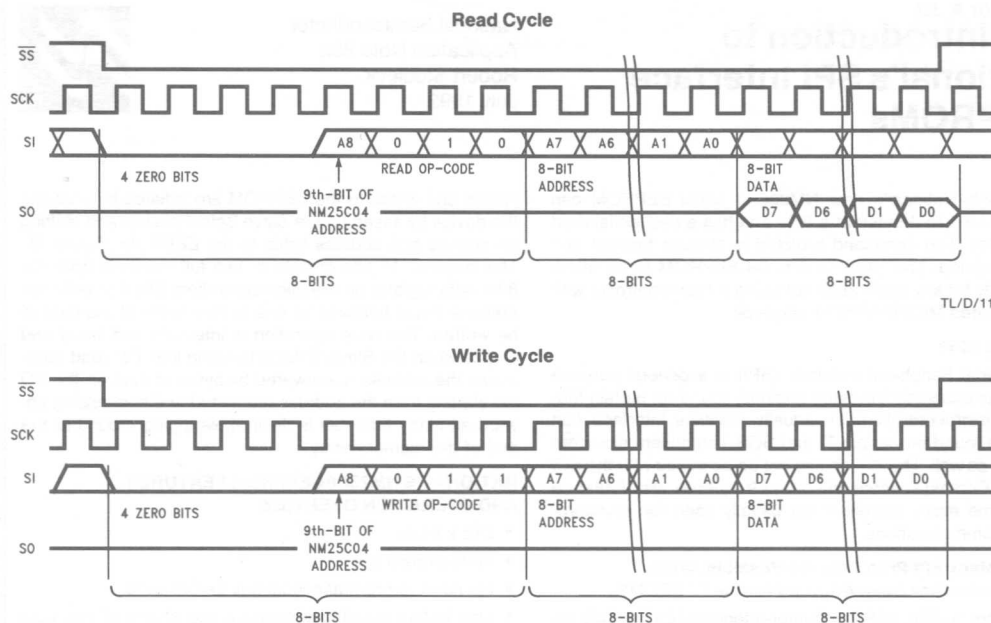 Read Cycle
SS
SCK
SI
A8 0 1 0 A7 A6 A1 A0
4 ZERO BITS
READ OP-CODE
8-BIT
ADDRESS
8-BIT
DATA
9th-BIT OF
NM25C04
ADDRESS
SO
D7 D6 D1 D0
8-BITS 8-BITS 8-BITS
TL/D/11
Write Cycle
SS
SCK
SI
A8 0 1 1 A7 A6 A1 A0 D7 D6 D1 D0
4 ZERO BITS
WRITE OP-CODE
8-BIT
ADDRESS
8-BIT
DATA
9th-BIT OF
NM25C04
ADDRESS
SO
8-BITS 8-BITS 8-BITS